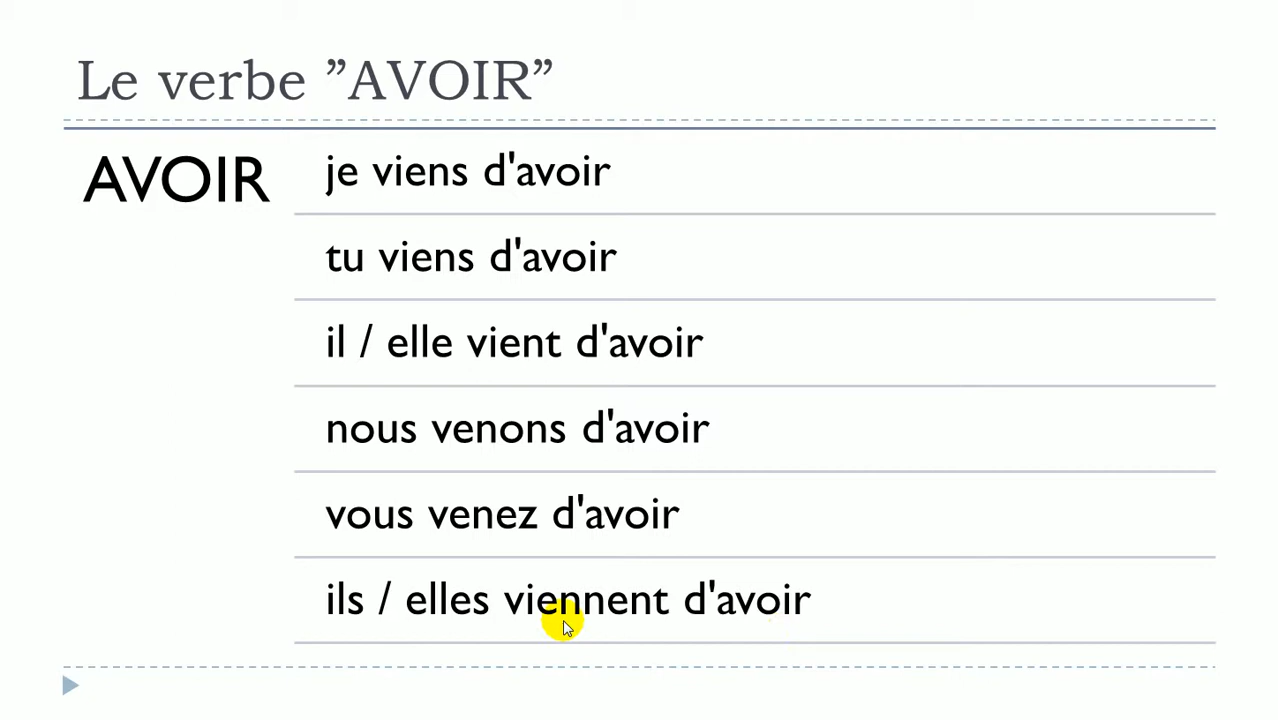 Le verbe ”AVOIR”
AVOIR
je viens d'avoir
tu viens d'avoir
il / elle vient d'avoir
nous venons d'avoir
vous venez d'avoir
ils / elles viennent d'avoir